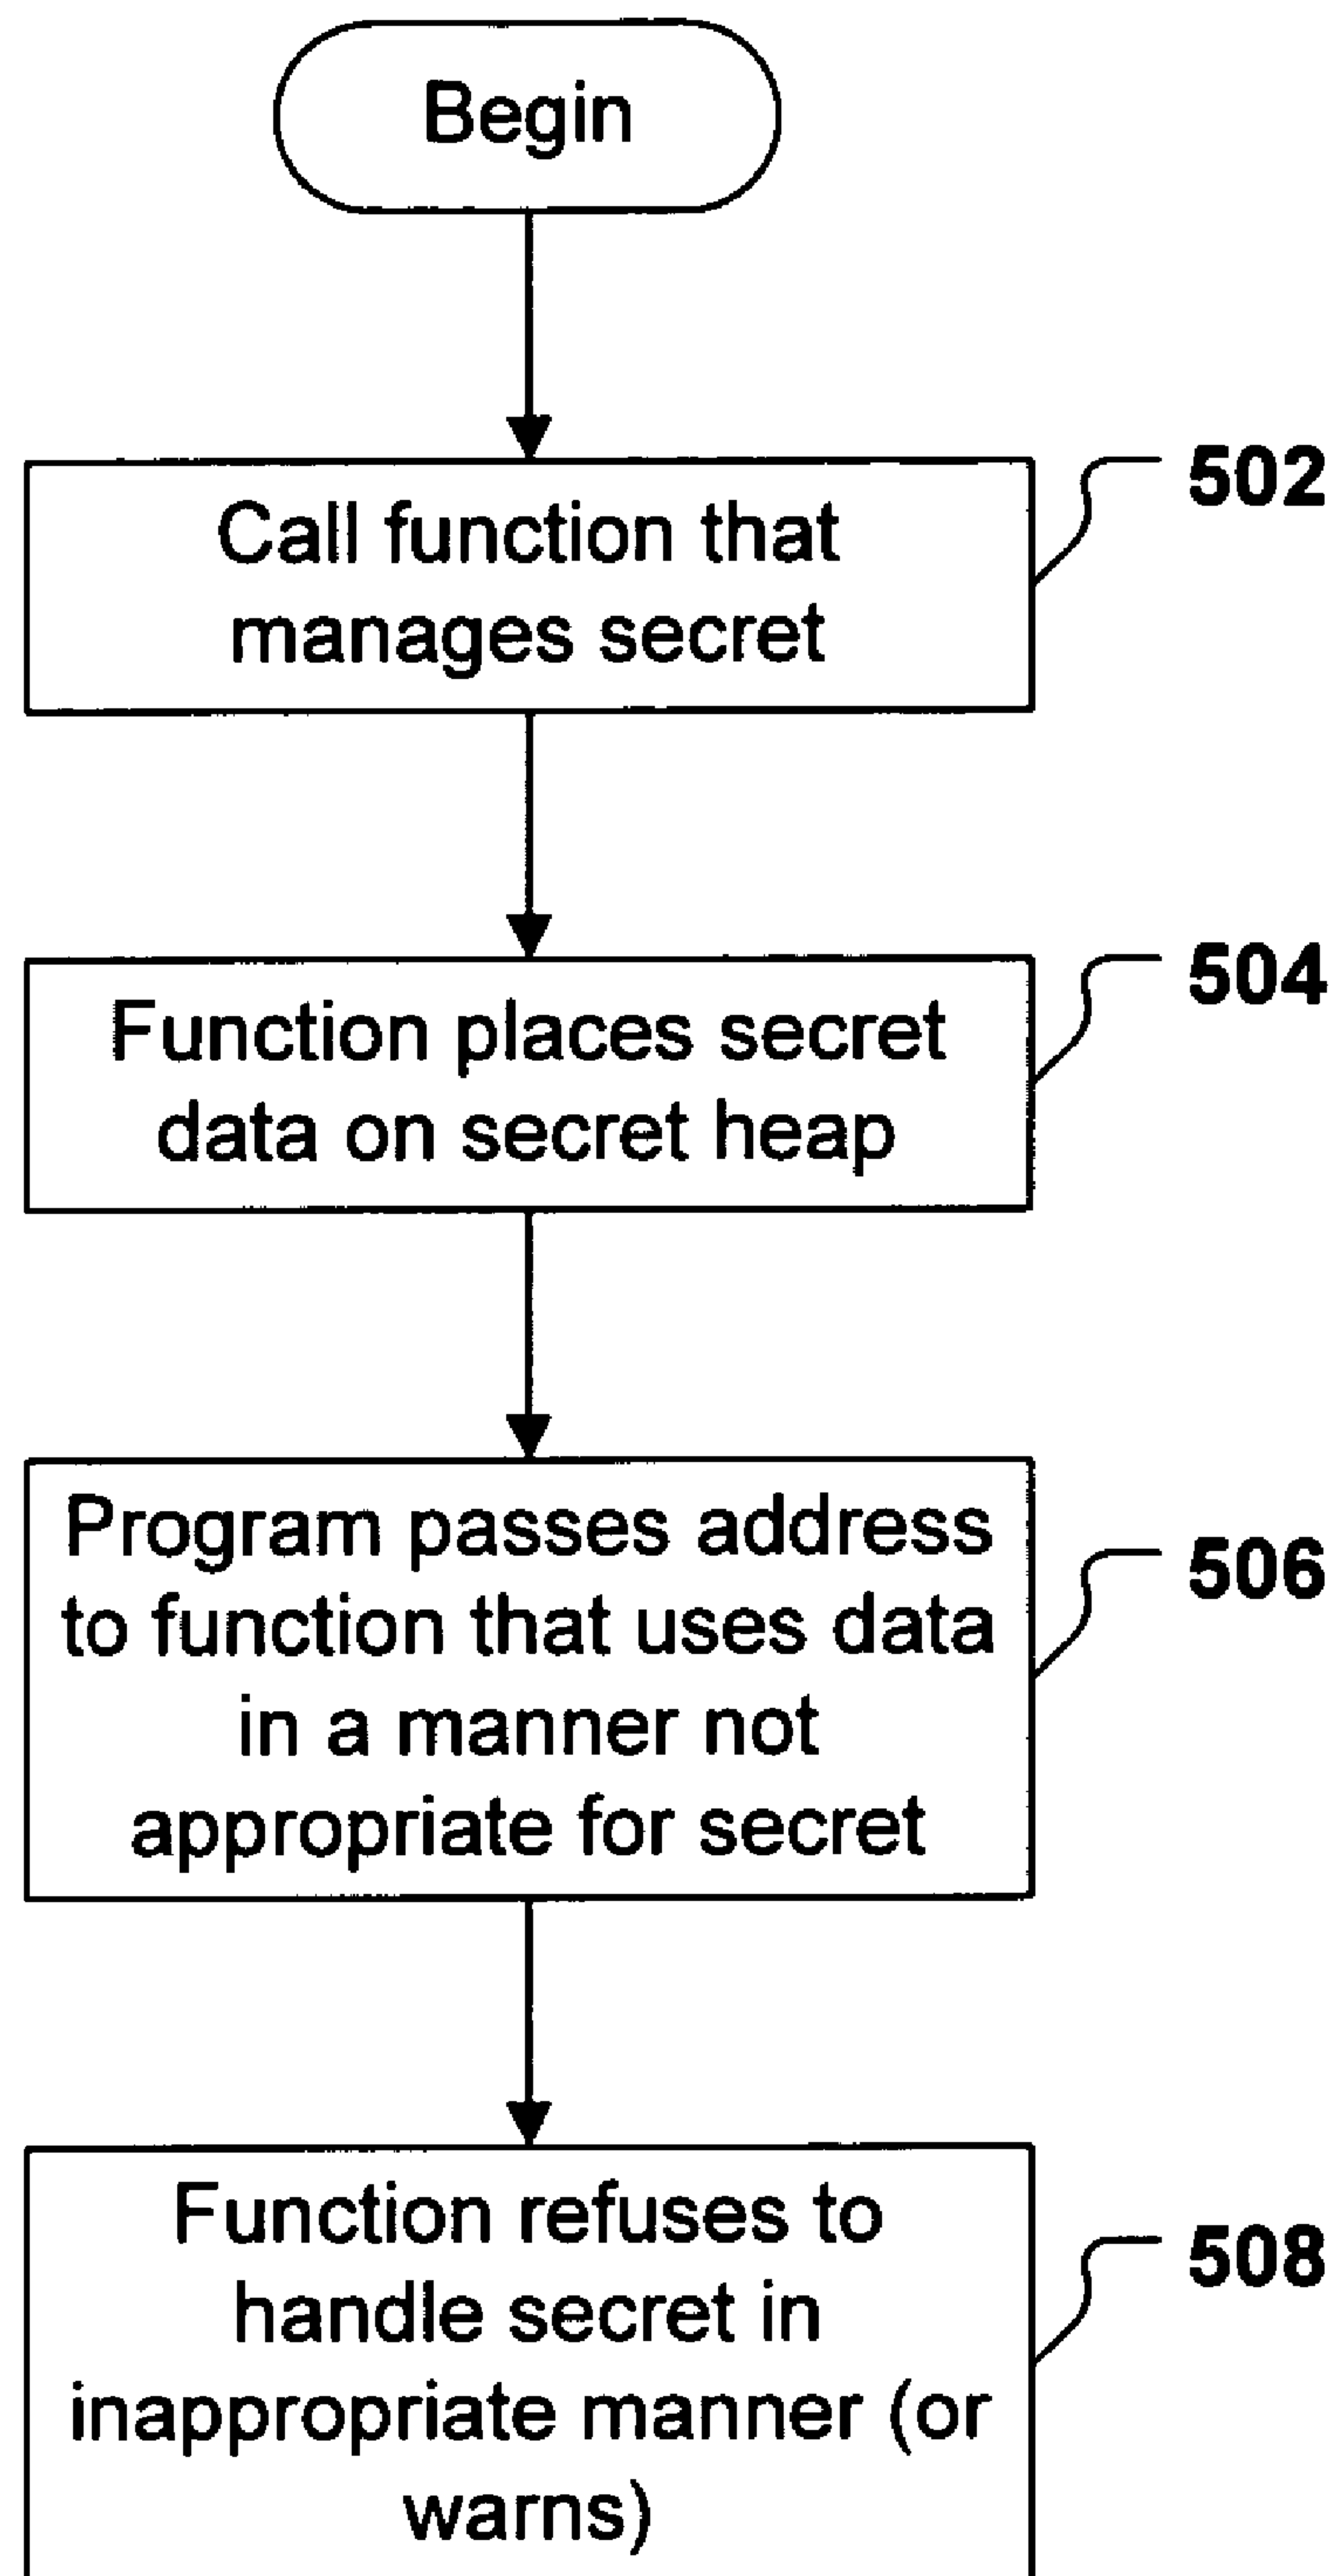 Begin
Call function that
manages secret
502
Function places secret
data on secret heap
504
Program passes address
to function that uses data
in a manner not
appropriate for secret
506
Function refuses to
handle secret in
inappropriate manner (or
warns)
508